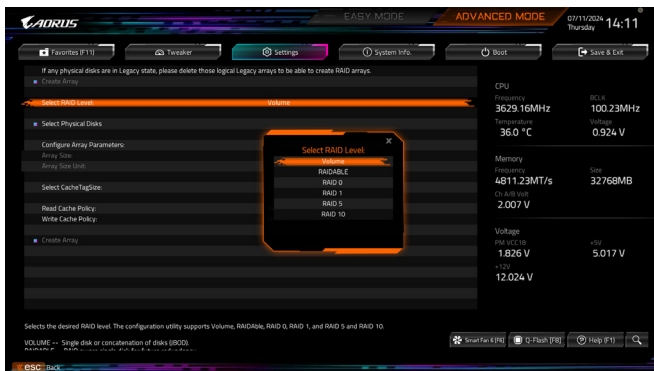 AORUS
EASY MODE
ADVANCED MODE
07/11/2024
Thursday
14:11
Favorites (F11)
Tweaker
Settings
System Info.
Boot
Save & Exit
If any physical disks are in Legacy state, please delete those logical Legacy arrays to be able to create RAID arrays.
Create Array
Select RAID Level:
Volume
Select Physical Disks
Configure Array Parameters:
Array Size:
Array Size Unit:
Select CacheTagSize:
Read Cache Policy:
Write Cache Policy:
Create Array
Select RAID Level:
X
Volume
RAIDABLE
RAID 0
RAID 1
RAID 5
RAID 10
CPU
Frequency
BCLK
3629.16MHz
100.23MHz
Temperature
Voltage
36.0 °C
0.924 V
Memory
Frequency
Size
4811.23MT/s
32768MB
Ch A/B Volt
2.007 V
Voltage
PM VCC18
+5V
1.826 V
5.017 V
+12V
12.024 V
Selects the desired RAID level. The configuration utility supports Volume, RAIDAble, RAID 0, RAID 1, and RAID 5 and RAID 10.
VOLUME -- Single disk or concatenation of disks (JBOD).
Smart Fan 6 [F6]
Q-Flash [F8]
Help (F1)
esc Back